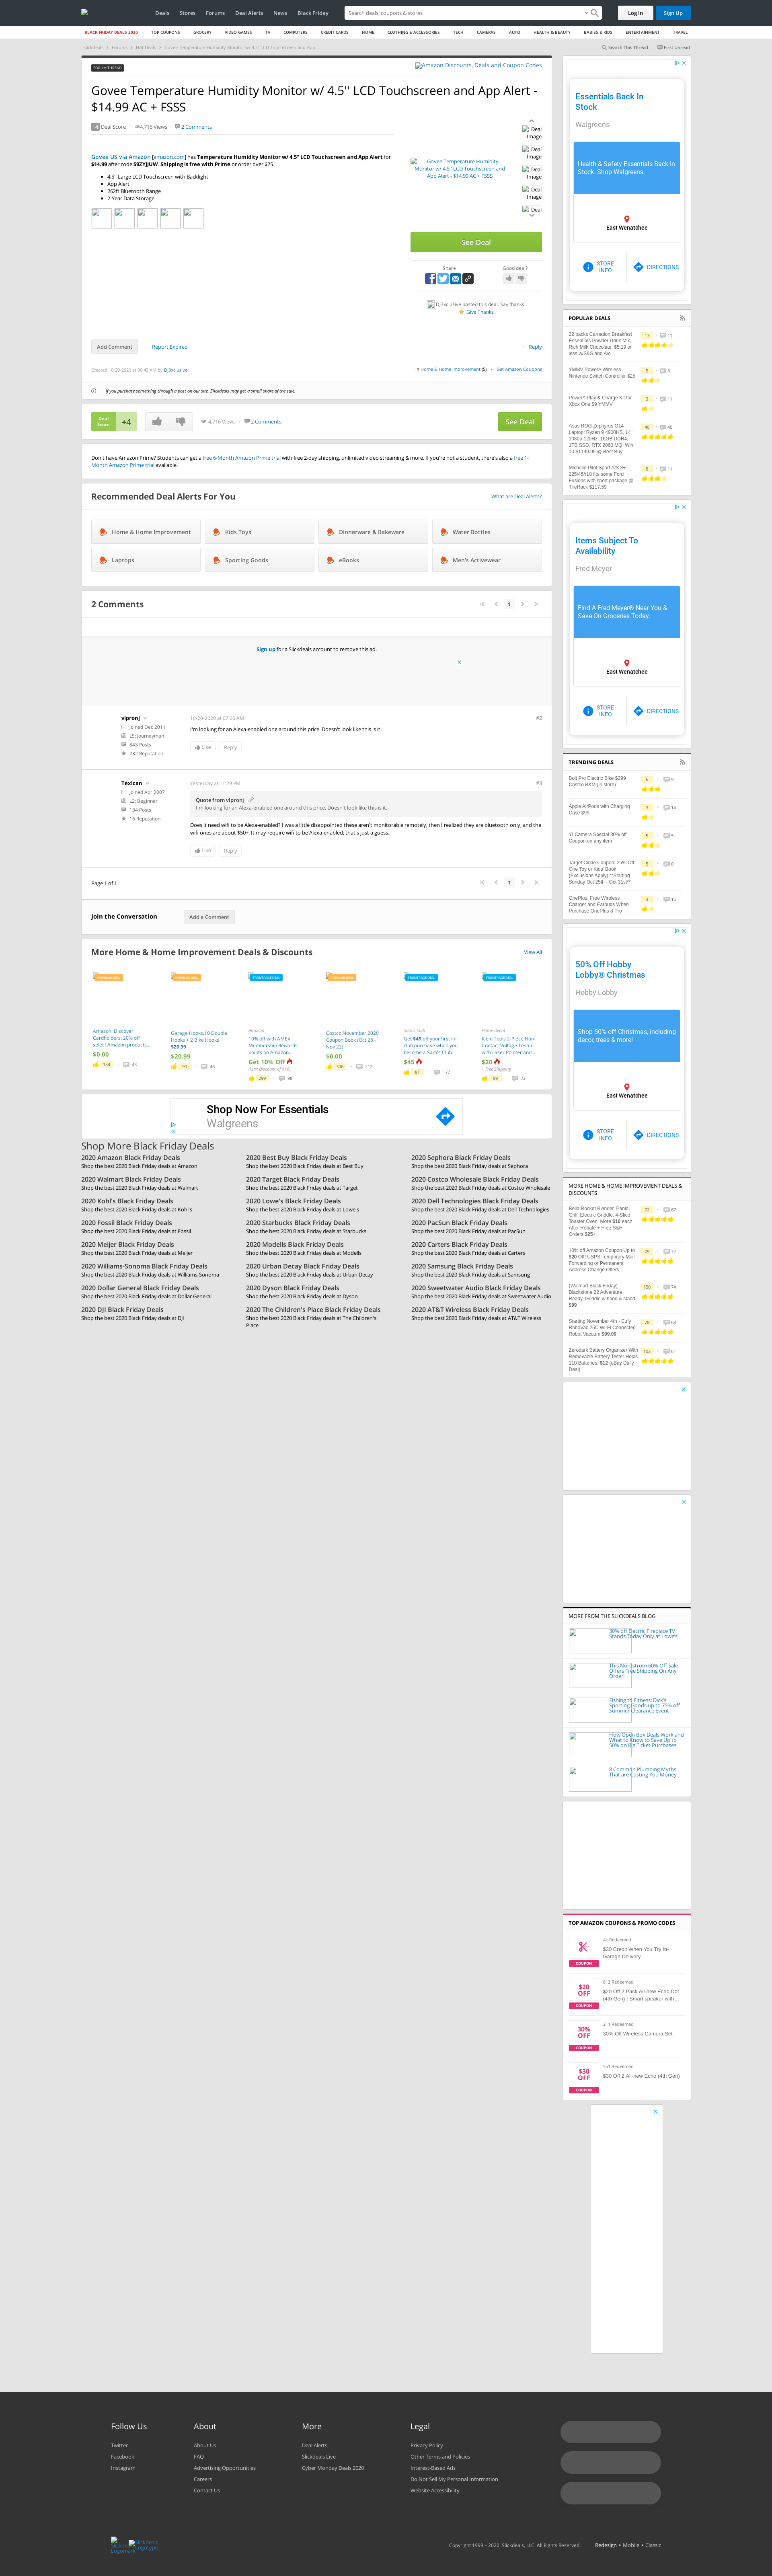 Deals Stores Forums Deal Alerts News Black Friday
Search deals, coupons & stores
Log In
Sign Up
BLACK FRIDAY DEALS 2020 TOP COUPONS GROCERY VIDEO GAMES TV COMPUTERS CREDIT CARDS HOME CLOTHING & ACCESSORIES TECH CAMERAS AUTO HEALTH & BEAUTY BABIES & KIDS ENTERTAINMENT TRAVEL
Slickdeals > Forums > Hot Deals > Govee Temperature Humidity Monitor w/ 4.5'' LCD Touchscreen and App ...
Search This Thread
First Unread
FORUM THREAD
Amazon Discounts, Deals and Coupon Codes
Govee Temperature Humidity Monitor w/ 4.5'' LCD Touchscreen and App Alert -
$14.99 AC + FSSS
+4 Deal Score
4,716 Views
2 Comments
Govee US via Amazon [amazon.com] has Temperature Humidity Monitor w/ 4.5'' LCD Touchscreen and App Alert for
$14.99 after code S9ZYJJUW. Shipping is free with Prime or order over $25.
4.5'' Large LCD Touchscreen with Backlight
App Alert
262ft Bluetooth Range
2-Year Data Storage
Govee Temperature Humidity
Monitor w/ 4.5'' LCD Touchscreen and
App Alert - $14.99 AC + FSSS
Deal
Image
Deal
Image
Deal
Image
Deal
Image
Deal
See Deal
Share
Good deal?
DJ3xclusive posted this deal. Say thanks!
Give Thanks
Add Comment
Report Expired
Reply
Created 10-20-2020 at 06:43 AM by DJ3xclusive
in Home & Home Improvement (5)
Get Amazon Coupons
If you purchase something through a post on our site, Slickdeals may get a small share of the sale.
Deal
Score
+4
4,716 Views
2 Comments
See Deal
Don't have Amazon Prime? Students can get a free 6-Month Amazon Prime trial with free 2-day shipping, unlimited video streaming & more. If you're not a student, there's also a free 1-
Month Amazon Prime trial available.
Recommended Deal Alerts For You
What are Deal Alerts?
Home & Home Improvement
Kids Toys
Dinnerware & Bakeware
Water Bottles
Laptops
Sporting Goods
eBooks
Men's Activewear
2 Comments
1
Sign up for a Slickdeals account to remove this ad.
vlpronj
Joined Dec 2011
L5: Journeyman
843 Posts
232 Reputation
10-20-2020 at 07:06 AM
#2
I'm looking for an Alexa-enabled one around this price. Doesn't look like this is it.
Like
Reply
Texican
Joined Apr 2007
L2: Beginner
134 Posts
16 Reputation
Yesterday at 11:29 PM
#3
Quote from vlpronj
I'm looking for an Alexa-enabled one around this price. Doesn't look like this is it.
Does it need wifi to be Alexa-enabled? I was a little disappointed these aren't monitorable remotely, then I realized they are bluetooth only, and the
wifi ones are about $50+. It may require wifi to be Alexa-enabled; that's just a guess.
Like
Reply
Page 1 of 1
1
Join the Conversation
Add a Comment
More Home & Home Improvement Deals & Discounts
View All
POPULAR DEAL
Amazon: Discover
Cardholders: 20% off
select Amazon products...
$0.00
154
43
POPULAR DEAL
Garage Hooks,10 Double
Hooks + 2 Bike Hooks
$20.99
$20.99
98
46
FRONTPAGE DEAL
Amazon
10% off with AMEX
Membership Rewards
points on Amazon,...
Get 10% Off
(Max Discount of $10)
290
98
POPULAR DEAL
Costco November 2020
Coupon Book (Oct 28 -
Nov 22)
$0.00
306
212
FRONTPAGE DEAL
Sam's Club
Get $45 off your first in-
club purchase when you
become a Sam's Club...
$45
81
177
FRONTPAGE DEAL
Home Depot
Klein Tools 2-Piece Non-
Contact Voltage Tester
with Laser Pointer and...
$20
+ Free Shipping
99
72
Shop Now For Essentials
Walgreens
Shop More Black Friday Deals
2020 Amazon Black Friday Deals
Shop the best 2020 Black Friday deals at Amazon
2020 Best Buy Black Friday Deals
Shop the best 2020 Black Friday deals at Best Buy
2020 Sephora Black Friday Deals
Shop the best 2020 Black Friday deals at Sephora
2020 Walmart Black Friday Deals
Shop the best 2020 Black Friday deals at Walmart
2020 Target Black Friday Deals
Shop the best 2020 Black Friday deals at Target
2020 Costco Wholesale Black Friday Deals
Shop the best 2020 Black Friday deals at Costco Wholesale
2020 Kohl's Black Friday Deals
Shop the best 2020 Black Friday deals at Kohl's
2020 Lowe's Black Friday Deals
Shop the best 2020 Black Friday deals at Lowe's
2020 Dell Technologies Black Friday Deals
Shop the best 2020 Black Friday deals at Dell Technologies
2020 Fossil Black Friday Deals
Shop the best 2020 Black Friday deals at Fossil
2020 Starbucks Black Friday Deals
Shop the best 2020 Black Friday deals at Starbucks
2020 PacSun Black Friday Deals
Shop the best 2020 Black Friday deals at PacSun
2020 Meijer Black Friday Deals
Shop the best 2020 Black Friday deals at Meijer
2020 Modells Black Friday Deals
Shop the best 2020 Black Friday deals at Modells
2020 Carters Black Friday Deals
Shop the best 2020 Black Friday deals at Carters
2020 Williams-Sonoma Black Friday Deals
Shop the best 2020 Black Friday deals at Williams-Sonoma
2020 Urban Decay Black Friday Deals
Shop the best 2020 Black Friday deals at Urban Decay
2020 Samsung Black Friday Deals
Shop the best 2020 Black Friday deals at Samsung
2020 Dollar General Black Friday Deals
Shop the best 2020 Black Friday deals at Dollar General
2020 Dyson Black Friday Deals
Shop the best 2020 Black Friday deals at Dyson
2020 Sweetwater Audio Black Friday Deals
Shop the best 2020 Black Friday deals at Sweetwater Audio
2020 DJI Black Friday Deals
Shop the best 2020 Black Friday deals at DJI
2020 The Children's Place Black Friday Deals
Shop the best 2020 Black Friday deals at The Children's
Place
2020 AT&T Wireless Black Friday Deals
Shop the best 2020 Black Friday deals at AT&T Wireless
Essentials Back In
Stock
Walgreens
Health & Safety Essentials Back In
Stock. Shop Walgreens.
East Wenatchee
STORE
INFO
DIRECTIONS
POPULAR DEALS
22 packs Carnation Breakfast
Essentials Powder Drink Mix,
Rich Milk Chocolate. $5.19 or
less w/S&S and A/c
13
11
YMMV PowerA Wireless
Nintendo Switch Controller $25
5
3
PowerA Play & Charge Kit for
Xbox One $9 YMMV
3
11
Asus ROG Zephyrus G14
Laptop: Ryzen 9 4900HS, 14"
1080p 120Hz, 16GB DDR4,
1TB SSD, RTX 2060 MQ, Win
10 $1199.99 @ Best Buy
40
40
Michelin Pilot Sport A/S 3+
225/45/r18 fits some Ford
Fusions with sport package @
TireRack $117.59
8
11
Items Subject To
Availability
Fred Meyer
Find A Fred Meyer® Near You &
Save On Groceries Today
East Wenatchee
STORE
INFO
DIRECTIONS
TRENDING DEALS
Bolt Pro Electric Bike $299
Costco B&M (in store)
6
9
Apple AirPods with Charging
Case $99
3
14
YI Camera Special 30% off
Coupon on any item
5
5
Target Circle Coupon: 25% Off
One Toy or Kids' Book
(Exclusions Apply) **Starting
Sunday Oct 25th - Oct 31st**
5
0
OnePlus: Free Wireless
Charger and Earbuds When
Purchase OnePlus 8 Pro
3
15
50% Off Hobby
Lobby® Christmas
Hobby Lobby
Shop 50% off Christmas, including
decor, trees & more!
East Wenatchee
STORE
INFO
DIRECTIONS
MORE HOME & HOME IMPROVEMENT DEALS &
DISCOUNTS
Bella Rocket Blender, Panini
Grill, Electric Griddle, 4-Slice
Toaster Oven, More $10 each
After Rebate + Free S&H
Orders $25+
72
67
10% off Amazon Coupon Up to
$20 Off! USPS Temporary Mail
Forwarding or Permanent
Address Change Offers
79
72
(Walmart Black Friday)
Blackstone 22 Adventure
Ready, Griddle w hood & stand.
$99
150
74
Starting November 4th - Eufy
RoboVac 25C Wi-Fi Connected
Robot Vacuum $99.00
78
68
Zerodark Battery Organizer With
Removable Battery Tester Holds
110 Batteries. $12 (eBay Daily
Deal)
102
61
MORE FROM THE SLICKDEALS BLOG
30% off Electric Fireplace TV
Stands Today Only at Lowe's
This Nordstrom 60% Off Sale
Offers Free Shipping On Any
Order!
Fishing to Fitness: Dick's
Sporting Goods up to 75% off
Summer Clearance Event
How Open Box Deals Work and
What to Know to Save Up to
50% on Big Ticket Purchases
8 Common Plumbing Myths
That are Costing You Money
TOP AMAZON COUPONS & PROMO CODES
COUPON
4k Redeemed
$30 Credit When You Try In-
Garage Delivery
$20
OFF
COUPON
812 Redeemed
$20 Off 2 Pack All-new Echo Dot
(4th Gen) | Smart speaker with...
30%
OFF
COUPON
211 Redeemed
30% Off Wireless Camera Set
$30
OFF
COUPON
551 Redeemed
$30 Off 2 All-new Echo (4th Gen)
Follow Us
Twitter
Facebook
Instagram
About
About Us
FAQ
Advertising Opportunities
Careers
Contact Us
More
Deal Alerts
Slickdeals Live
Cyber Monday Deals 2020
Legal
Privacy Policy
Other Terms and Policies
Interest-Based Ads
Do Not Sell My Personal Information
Website Accessibility
Slickdeals
Logotype
Copyright 1999 - 2020. Slickdeals, LLC. All Rights Reserved.
Redesign • Mobile • Classic